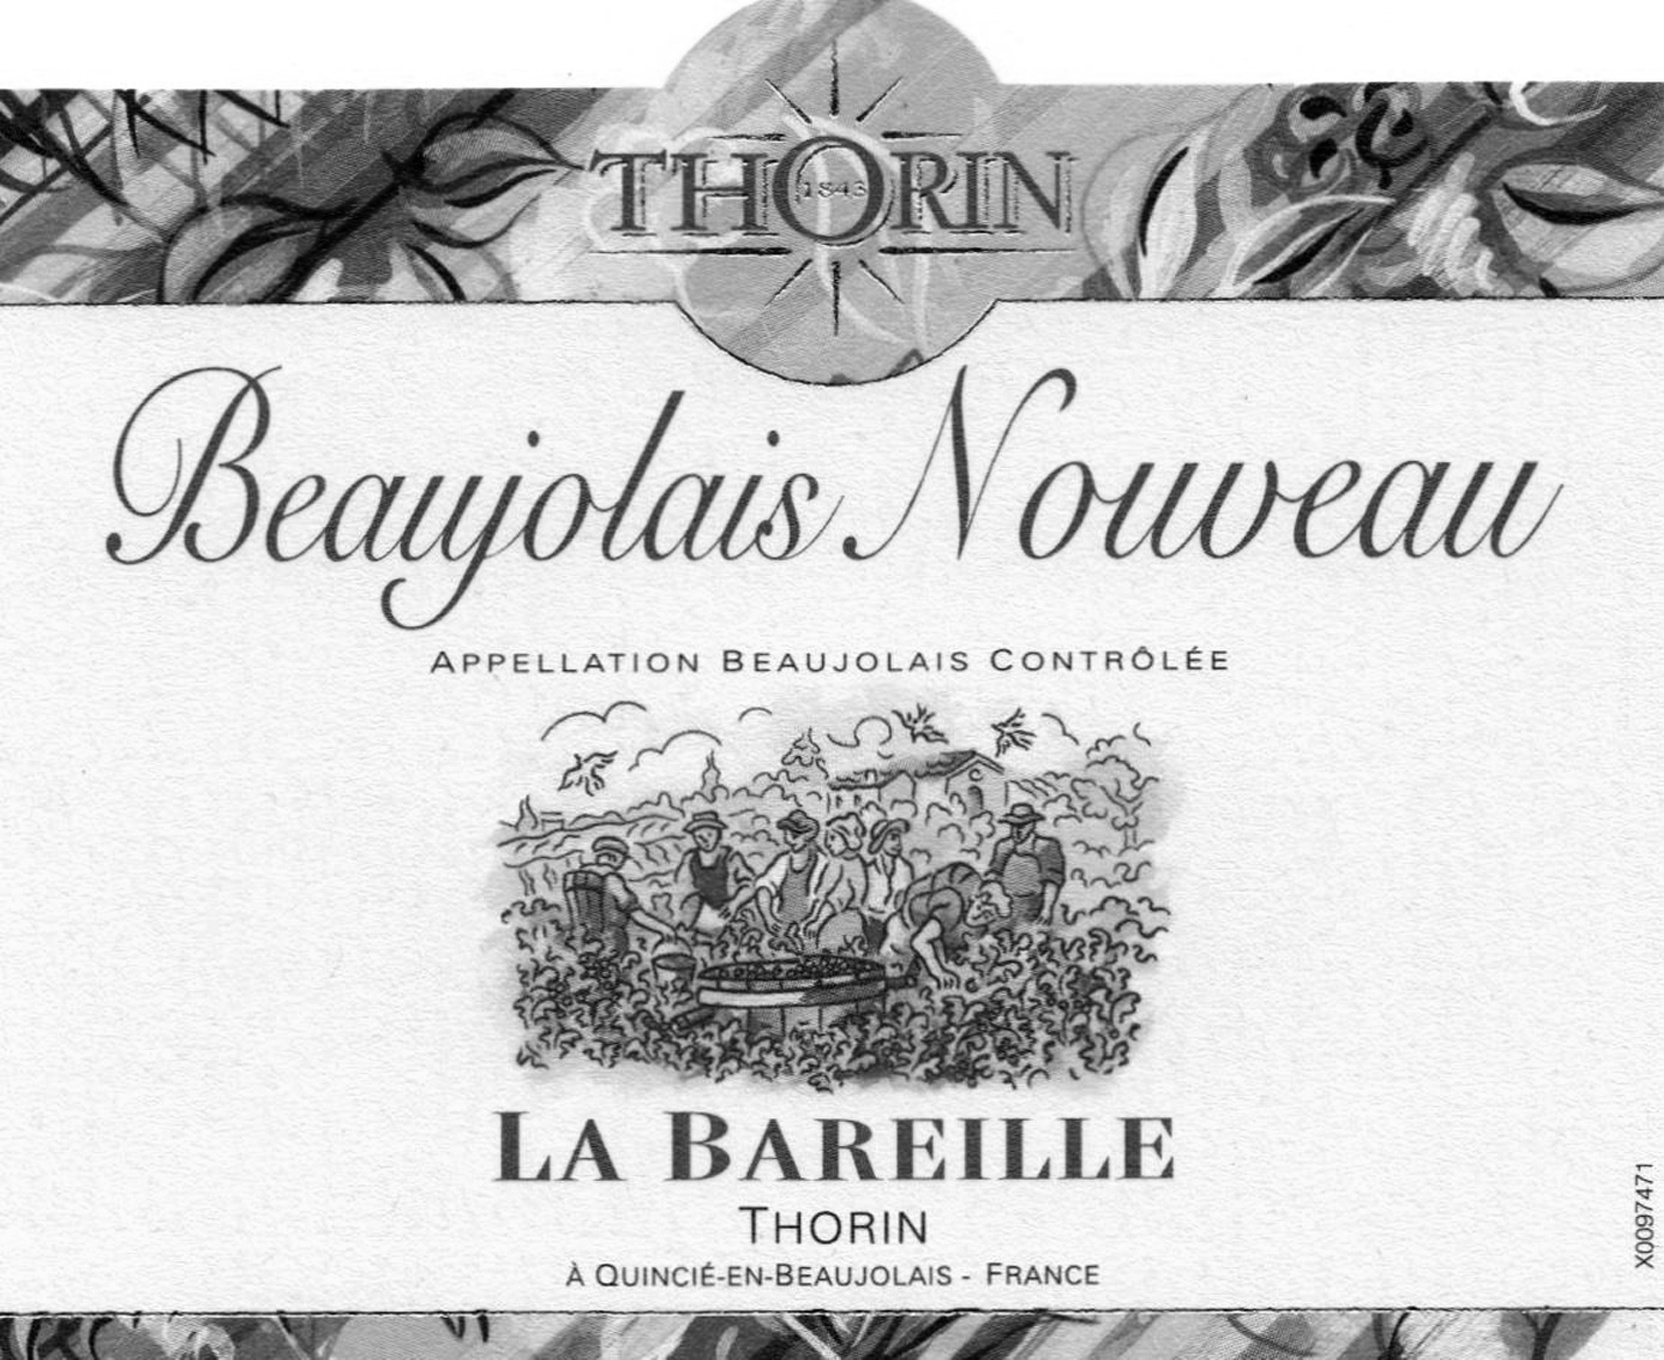 THORIN
1843
Beaujolais Nouveau
APPELLATION BEAUJOLAIS CONTRÔLÉE
LA BAREILLE
THORIN
À QUINCIÉ-EN-BEAUJOLAIS - FRANCE
X0097471